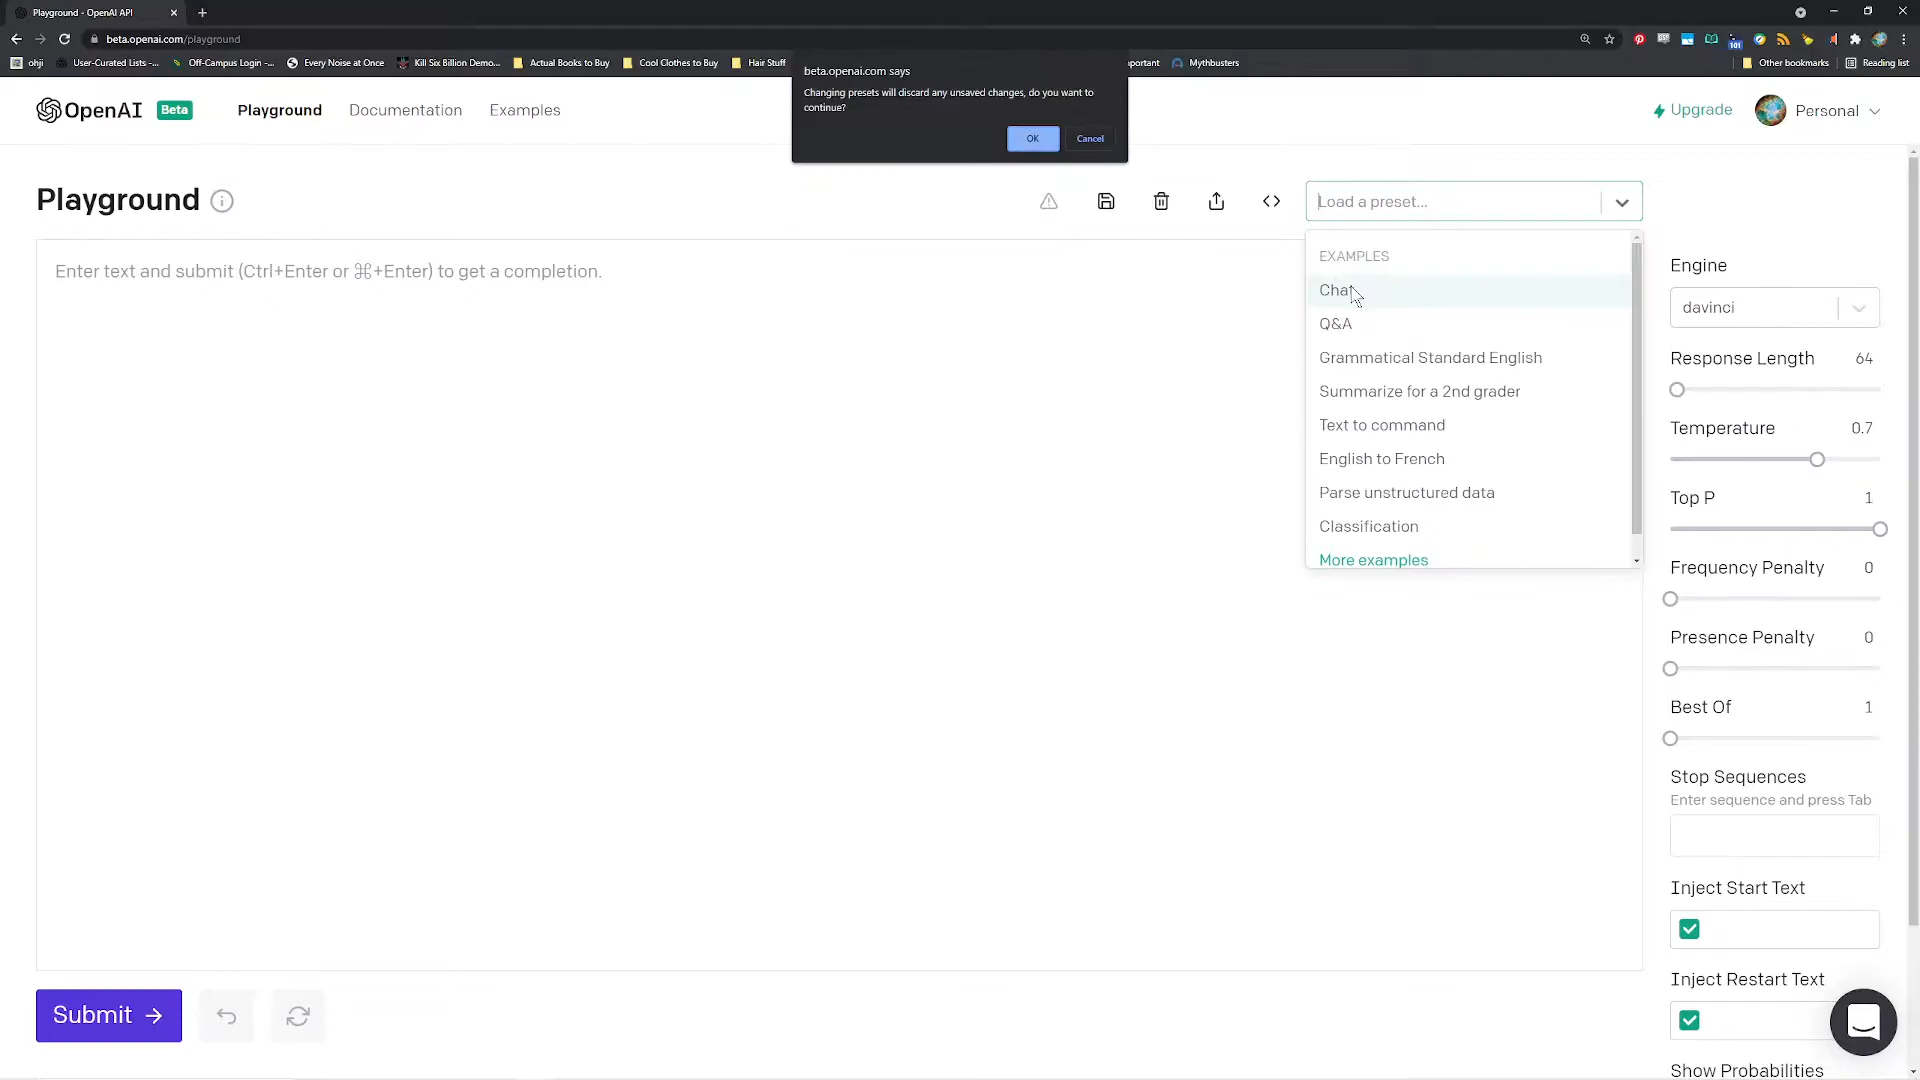 Playground - OpenAI API
beta.openai.com/playground
ohji
User-Curated Lists -...
Off-Campus Login -...
Every Noise at Once
Kill Six Billion Demo...
Actual Books to Buy
Cool Clothes to Buy
Hair Stuff
portant
Mythbusters
101
Other bookmarks
Reading list
beta.openai.com says
Changing presets will discard any unsaved changes, do you want to
continue?
OK
Cancel
OpenAI
Beta
Playground
Documentation
Examples
Upgrade
Personal
Playground
Load a preset...
Enter text and submit (Ctrl+Enter or ⌘+Enter) to get a completion.
EXAMPLES
Chat
Q&A
Grammatical Standard English
Summarize for a 2nd grader
Text to command
English to French
Parse unstructured data
Classification
More examples
Engine
davinci
Response Length 64
Temperature 0.7
Top P 1
Frequency Penalty 0
Presence Penalty 0
Best Of 1
Stop Sequences
Enter sequence and press Tab
Inject Start Text
Inject Restart Text
Show Probabilities
Submit